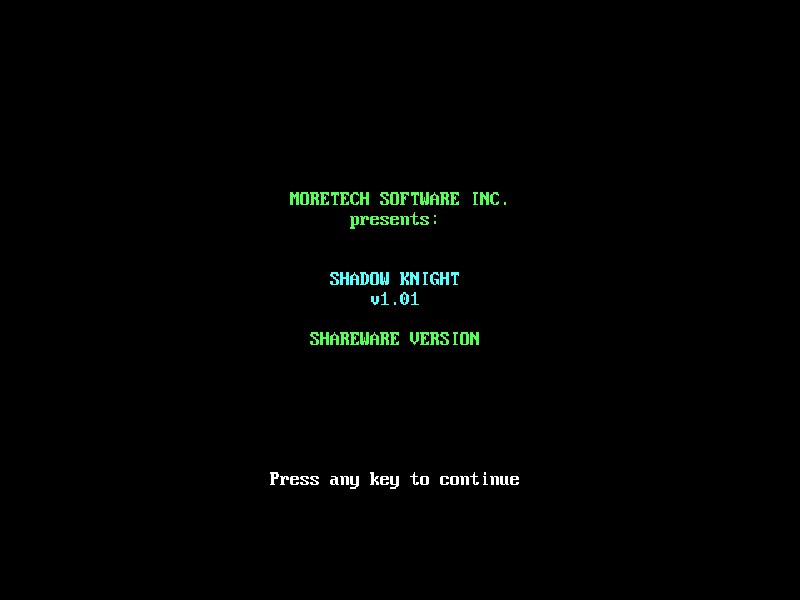 MORETECH SOFTWARE INC.
presents:
SHADOW KNIGHT
v1.01
SHAREWARE VERSION
Press any key to continue